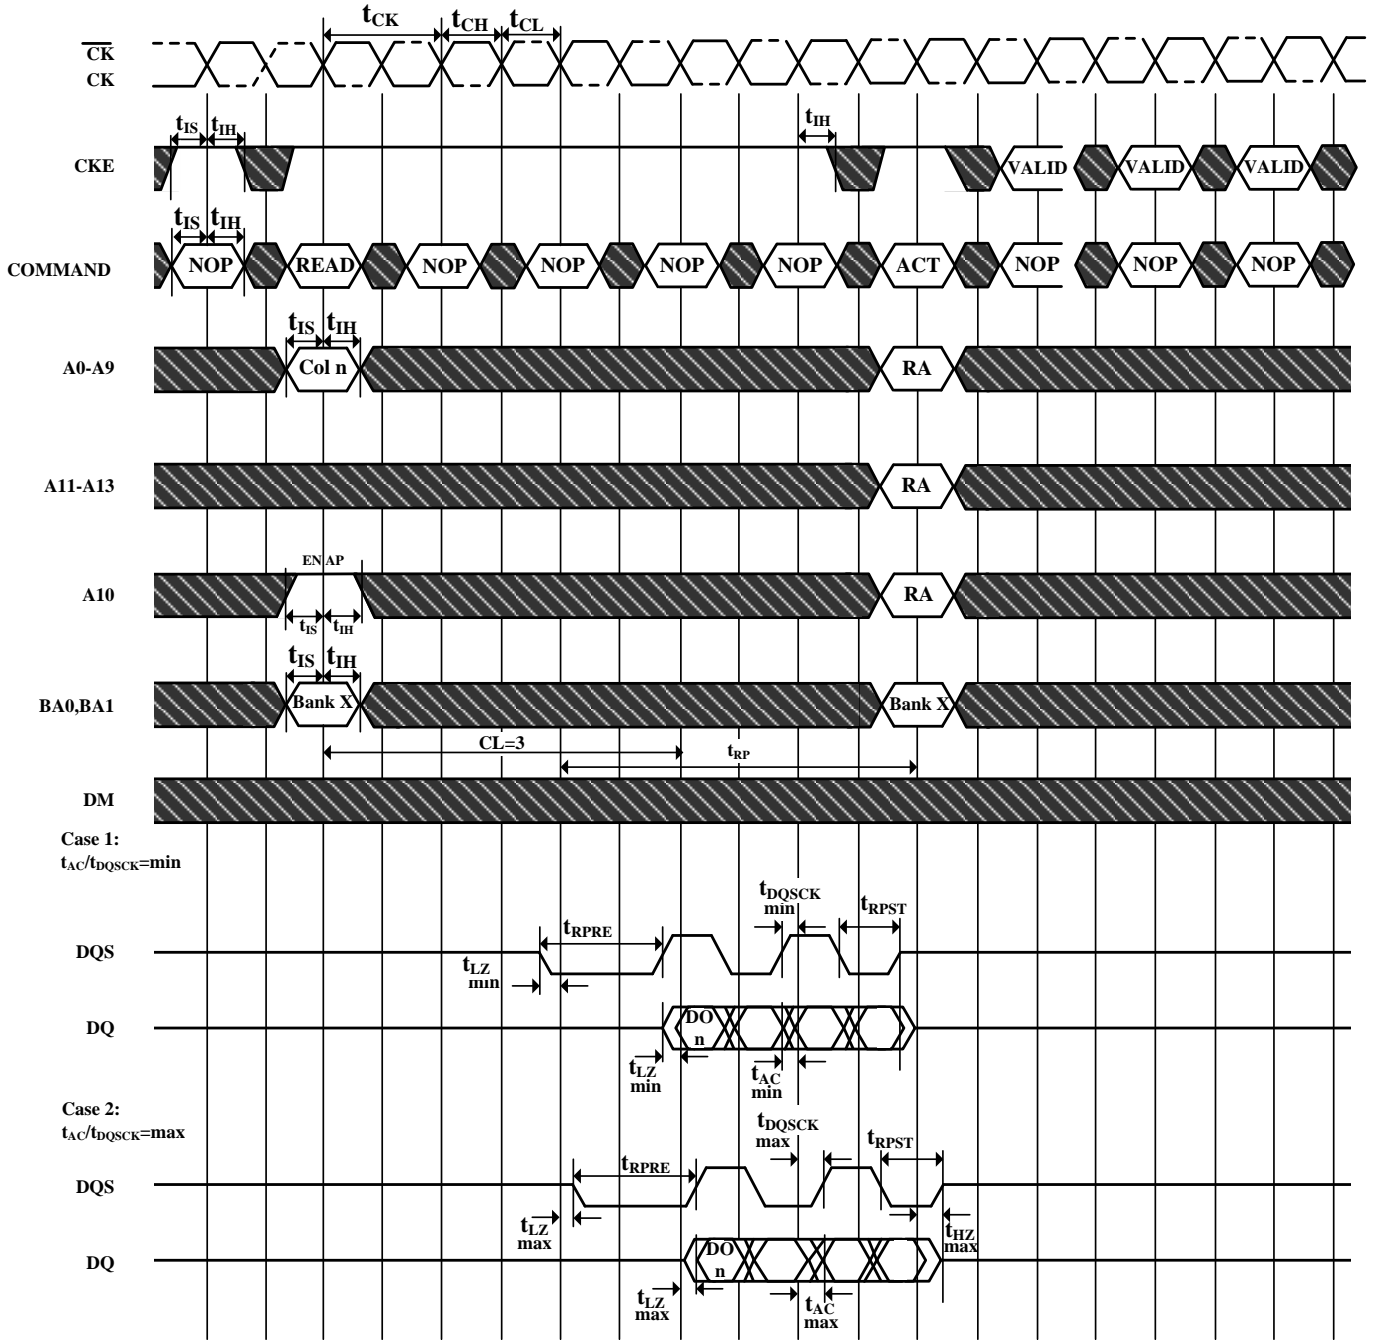 tCK tCH tCL
CK
CK
tIS tIH tIH
CKE VALID VALID VALID
tIS tIH
COMMAND NOP READ NOP NOP NOP NOP ACT NOP NOP NOP
tIS tIH
A0-A9 Col n RA
A11-A13 RA
EN AP
A10 RA
tIS tIH
tIS tIH
BA0,BA1 Bank X Bank X
CL=3 tRP
DM
Case 1:
tAC/tDQSCK=min
tDQSCK min tRPST
tRPRE
DQS
tLZ min
DQ DO n
tLZ min tAC min
Case 2:
tAC/tDQSCK=max
tDQSCK max tRPST
tRPRE
DQS
tLZ max tHZ max
DQ DO n
tLZ max tAC max